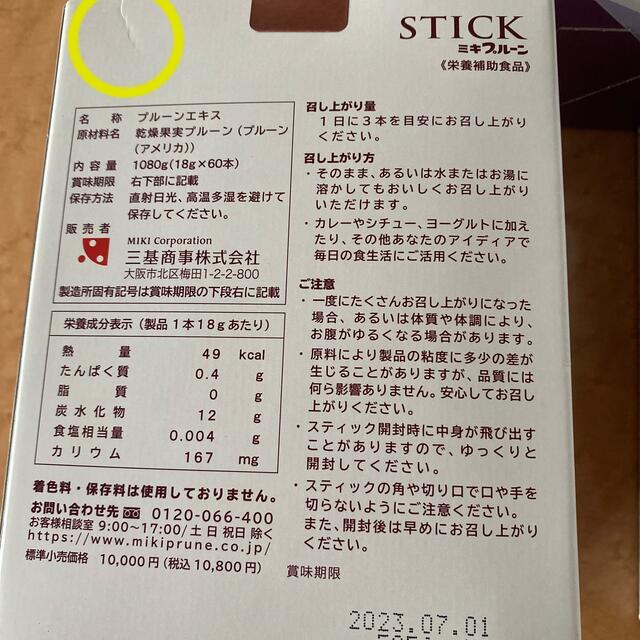 STICK
ミキプルーン
《栄養補助食品》
名　称　プルーンエキス
原材料名　乾燥果実プルーン（プルーン
（アメリカ））
内 容 量　1080g(18g×60本)
賞味期限　右下部に記載
保存方法　直射日光、高温多湿を避けて
保存してください。
販 売 者
MIKI Corporation
三基商事株式会社
大阪市北区梅田1-2-2-800
製造所固有記号は賞味期限の下段右に記載
栄養成分表示（製品１本18ｇあたり）
熱　量　49　kcal
たんぱく質　0.4　g
脂　質　0　g
炭水化物　12　g
食塩相当量　0.004　g
カリウム　167　mg
着色料・保存料は使用しておりません。
お問い合わせ先 0120-066-400
お客様相談室 9:00〜17:00/土 日 祝日 除く
https://www.mikiprune.co.jp/
標準小売価格　10,000円（税込10,800円）
召し上がり量
１日に３本を目安にお召し上がり
ください。
召し上がり方
・そのまま、あるいは水またはお湯に
溶かしてもおいしくお召し上がり
いただけます。
・カレーやシチュー、ヨーグルトに加え
たり、その他あなたのアイディアで
毎日の食生活にご活用ください。
ご注意
・一度にたくさんお召し上がりになった
場合、あるいは体質や体調により、
お腹がゆるくなる場合があります。
・原料により製品の粘度に多少の差が
生じることがありますが、品質には
何ら影響ありません。安心してお召し
上がりください。
・スティック開封時に中身が飛び出す
ことがありますので、ゆっくりと
開封してください。
・スティックの角や切り口で口や手を
切らないようにご注意ください。
また、開封後は早めにお召し上がり
ください。
賞味期限
2023.07.01